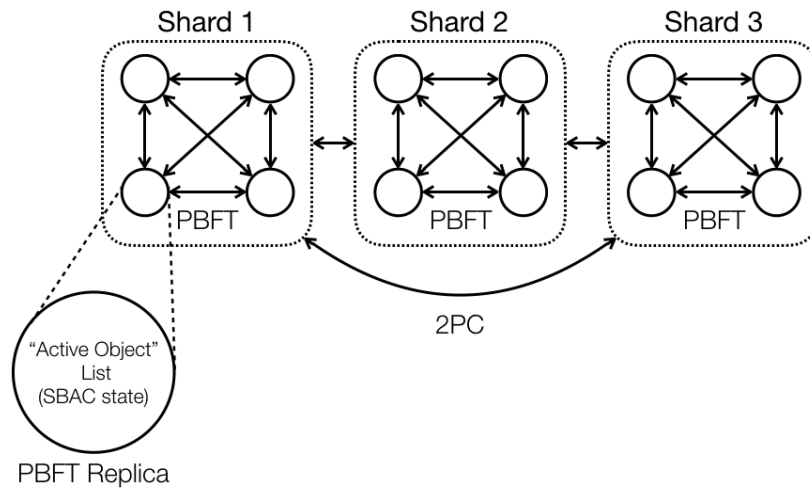 Shard 1
Shard 2
Shard 3
PBFT
PBFT
PBFT
2PC
“Active Object”
List
(SBAC state)
PBFT Replica